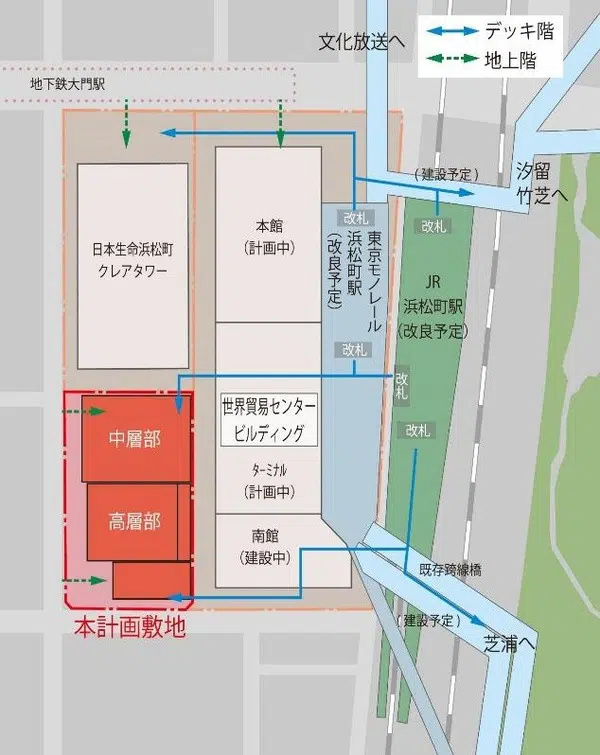 文化放送へ
デッキ階
地上階
地下鉄大門駅
(建設予定)
汐留
竹芝へ
改札
改札
本館
(計画中)
日本生命浜松町
クレアタワー
東京モノレール
浜松町駅
(改良予定)
JR
浜松町駅
(改良予定)
改札
改札
世界貿易センター
ビルディング
改札
中層部
ターミナル
(計画中)
高層部
南館
(建設中)
既存跨線橋
(建設予定)
本計画敷地
芝浦へ